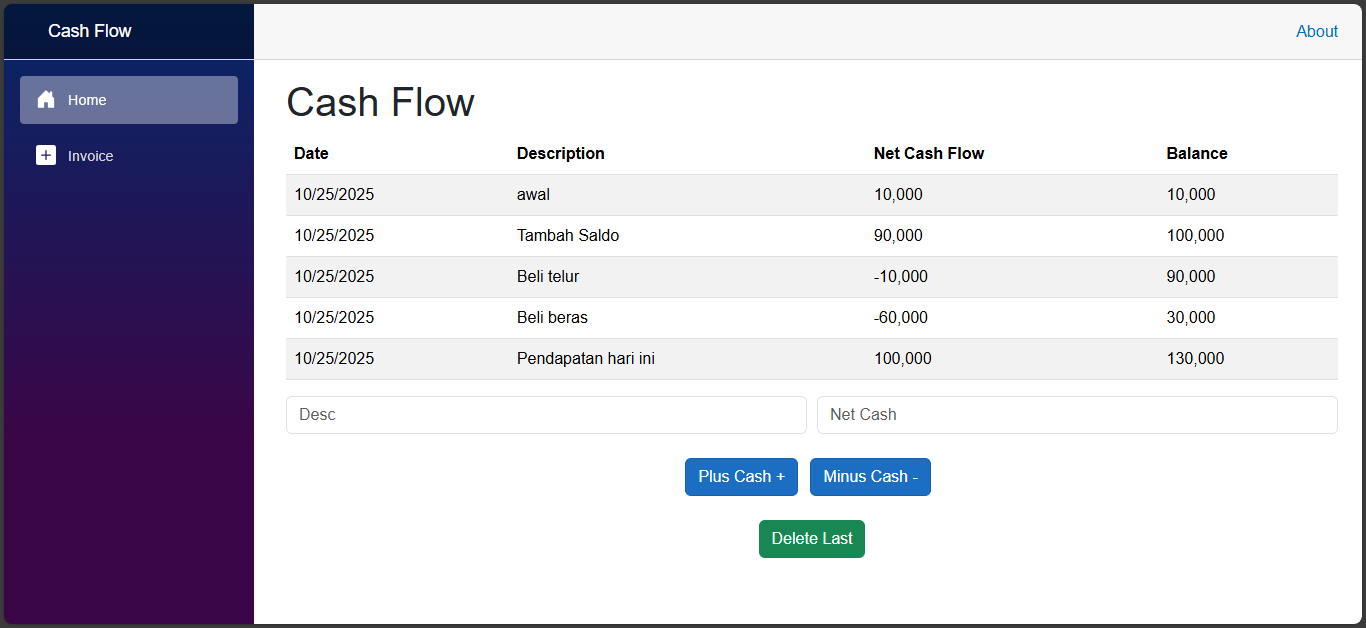 Cash Flow
About
Home
Invoice
Cash Flow
Date Description Net Cash Flow Balance
10/25/2025 awal 10,000 10,000
10/25/2025 Tambah Saldo 90,000 100,000
10/25/2025 Beli telur -10,000 90,000
10/25/2025 Beli beras -60,000 30,000
10/25/2025 Pendapatan hari ini 100,000 130,000
Desc Net Cash
Plus Cash + Minus Cash -
Delete Last